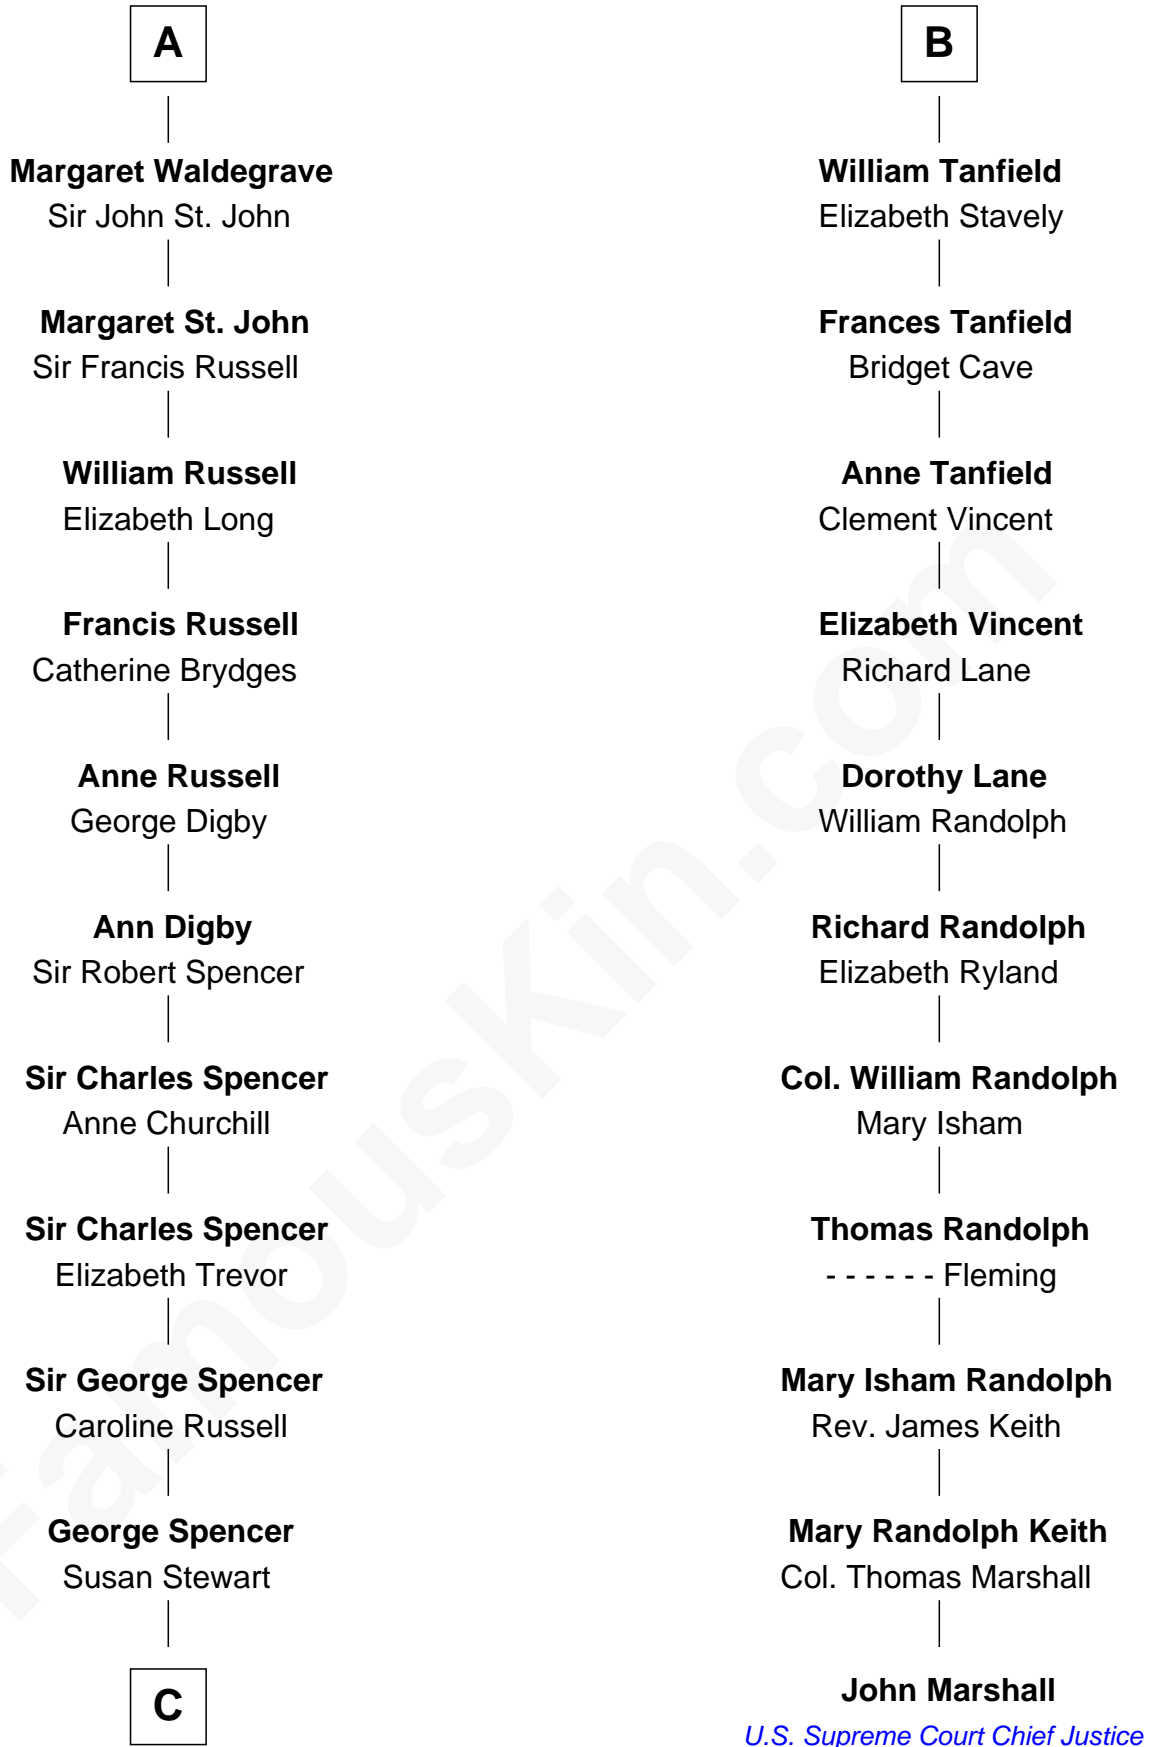 A
Margaret Waldegrave
Sir John St. John
Margaret St. John
Sir Francis Russell
William Russell
Elizabeth Long
Francis Russell
Catherine Brydges
Anne Russell
George Digby
Ann Digby
Sir Robert Spencer
Sir Charles Spencer
Anne Churchill
Sir Charles Spencer
Elizabeth Trevor
Sir George Spencer
Caroline Russell
George Spencer
Susan Stewart
C
B
William Tanfield
Elizabeth Stavely
Frances Tanfield
Bridget Cave
Anne Tanfield
Clement Vincent
Elizabeth Vincent
Richard Lane
Dorothy Lane
William Randolph
Richard Randolph
Elizabeth Ryland
Col. William Randolph
Mary Isham
Thomas Randolph
- - - - - - Fleming
Mary Isham Randolph
Rev. James Keith
Mary Randolph Keith
Col. Thomas Marshall
John Marshall
U.S. Supreme Court Chief Justice
FamousKin.com